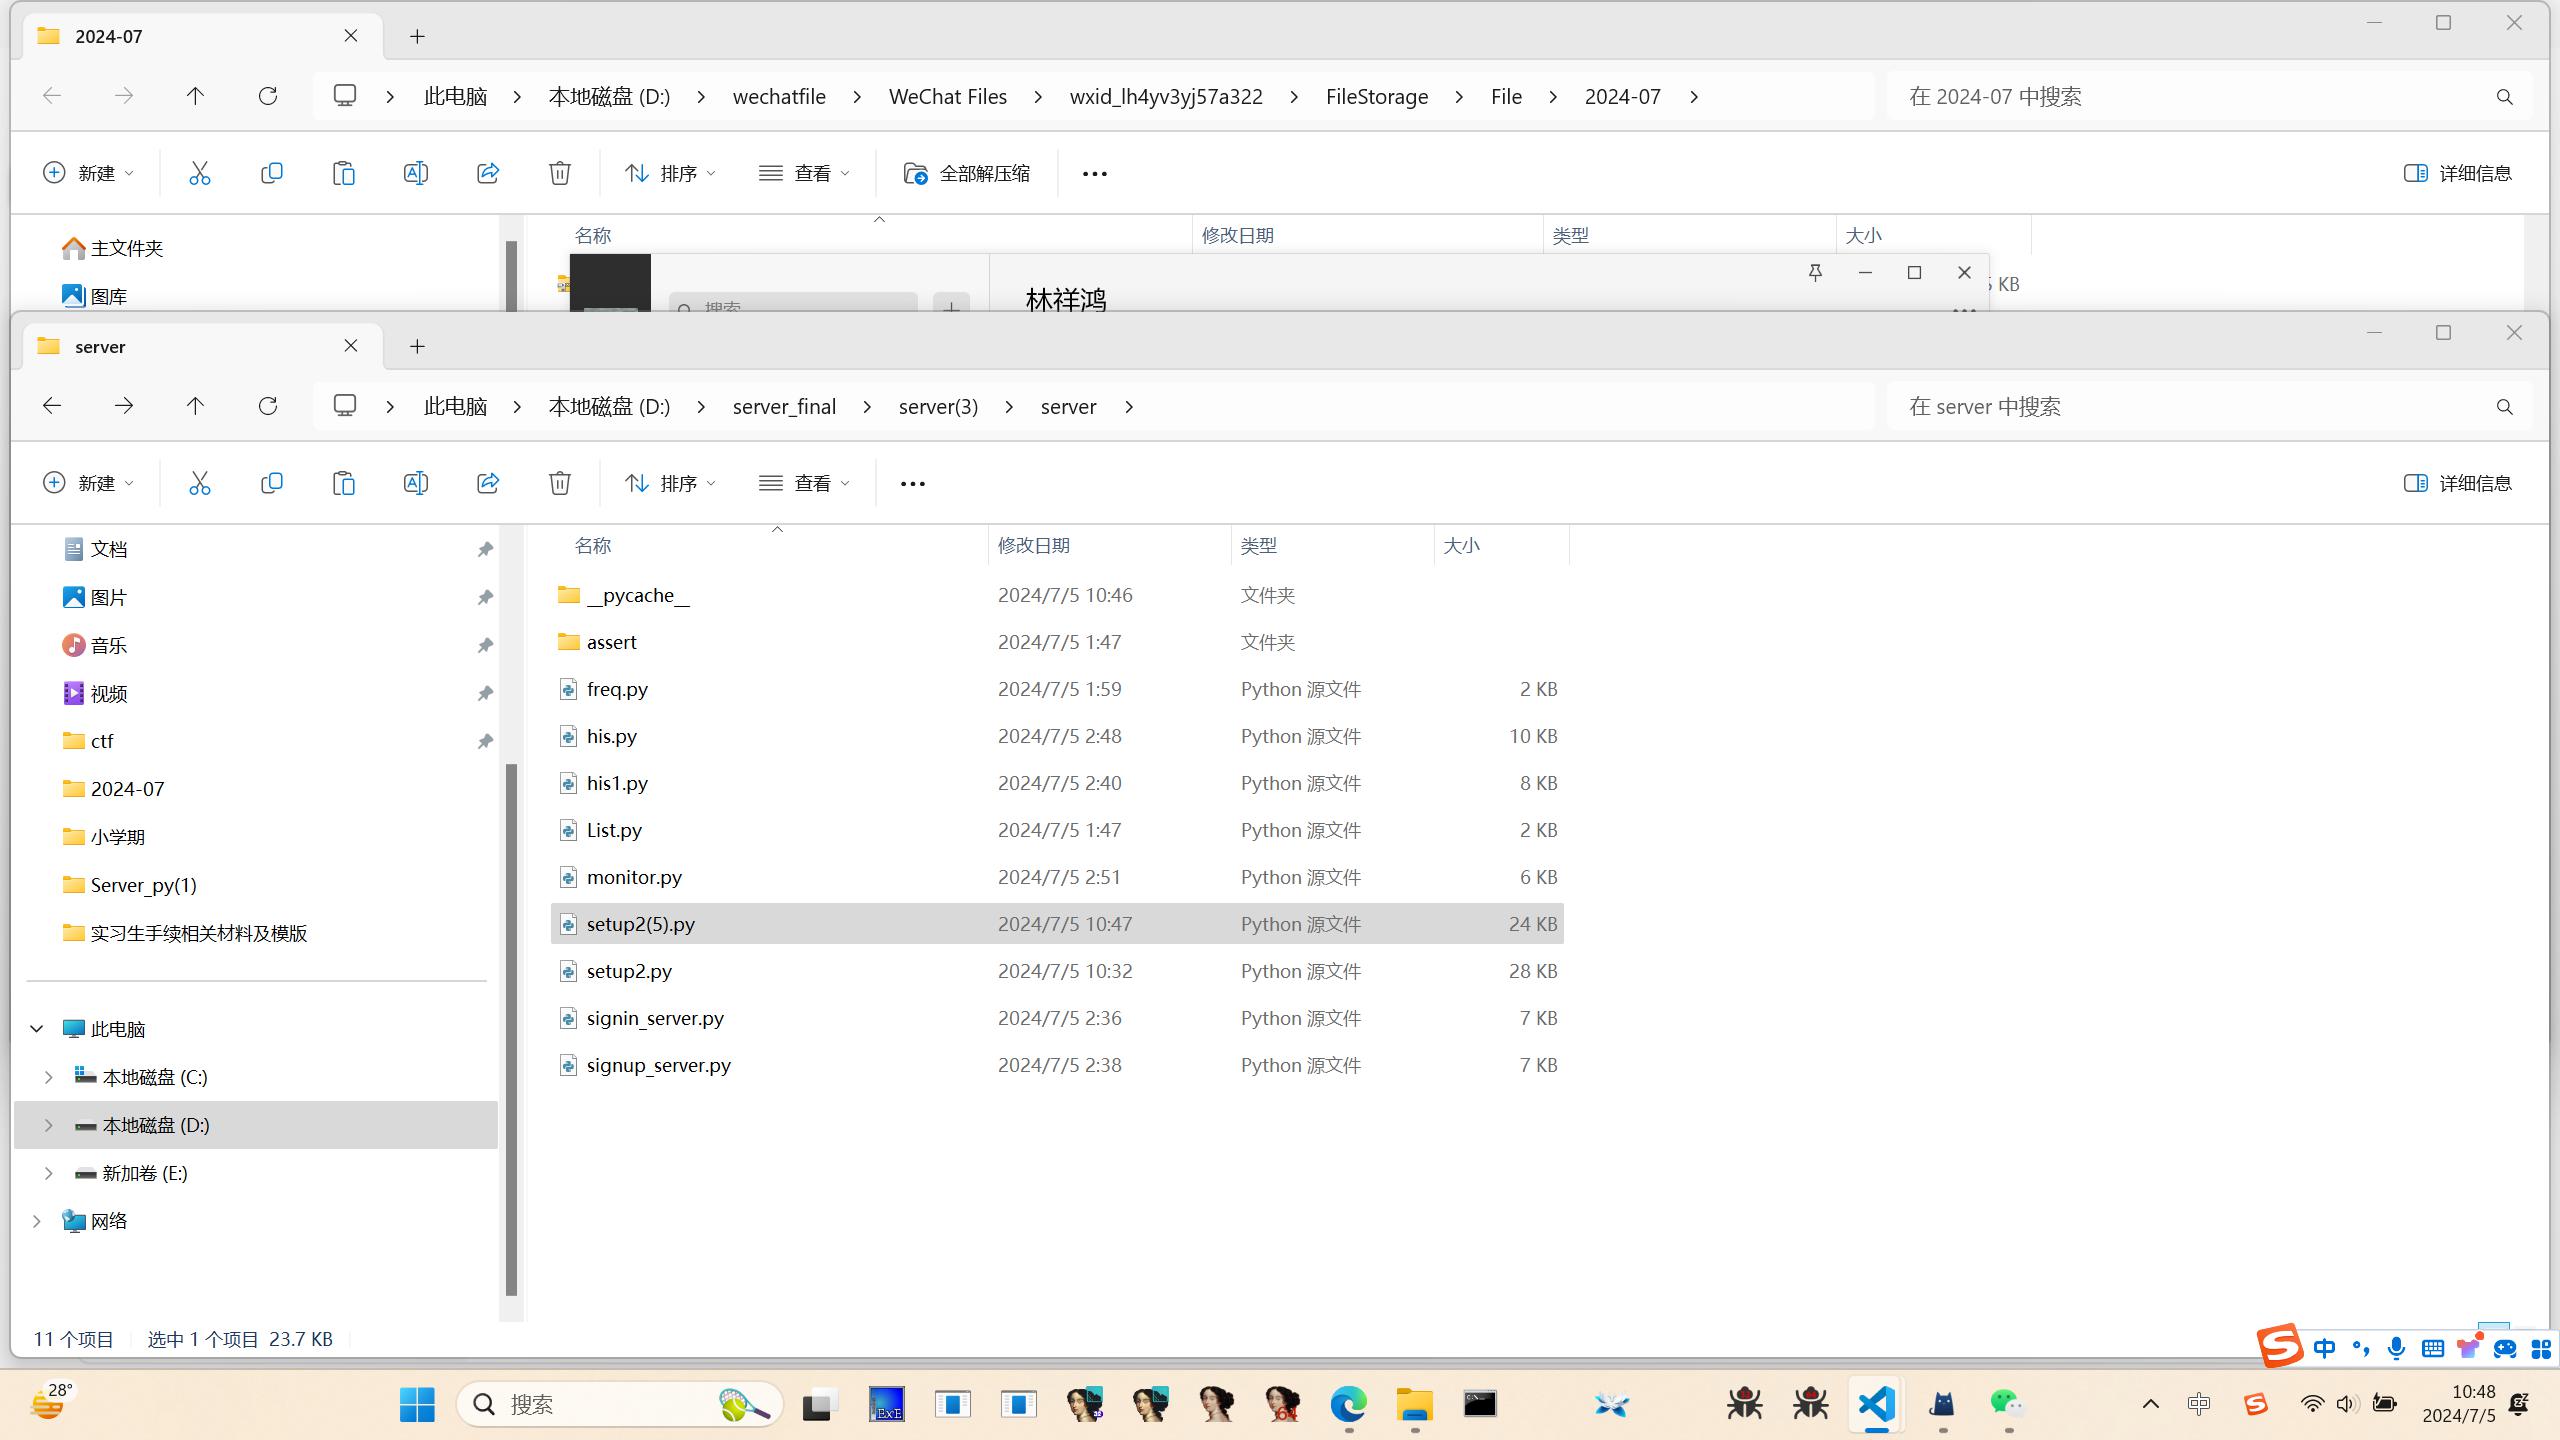 2024-07
此电脑 本地磁盘 (D:) wechatfile WeChat Files wxid_lh4yv3yj57a322 FileStorage File 2024-07 在 2024-07 中搜索
新建 排序 查看 全部解压缩 详细信息
主文件夹
图库
名称 修改日期 类型 大小
KB
搜索 林祥鸿
server
此电脑 本地磁盘 (D:) server_final server(3) server 在 server 中搜索
新建 排序 查看 详细信息
文档
图片
音乐
视频
ctf
2024-07
小学期
Server_py(1)
实习生手续相关材料及模版
此电脑
本地磁盘 (C:)
本地磁盘 (D:)
新加卷 (E:)
网络
名称 修改日期 类型 大小
__pycache__ 2024/7/5 10:46 文件夹
assert 2024/7/5 1:47 文件夹
freq.py 2024/7/5 1:59 Python 源文件 2 KB
his.py 2024/7/5 2:48 Python 源文件 10 KB
his1.py 2024/7/5 2:40 Python 源文件 8 KB
List.py 2024/7/5 1:47 Python 源文件 2 KB
monitor.py 2024/7/5 2:51 Python 源文件 6 KB
setup2(5).py 2024/7/5 10:47 Python 源文件 24 KB
setup2.py 2024/7/5 10:32 Python 源文件 28 KB
signin_server.py 2024/7/5 2:36 Python 源文件 7 KB
signup_server.py 2024/7/5 2:38 Python 源文件 7 KB
11 个项目 选中 1 个项目 23.7 KB
中
28° 搜索 ExE 32 64 中 10:48
2024/7/5